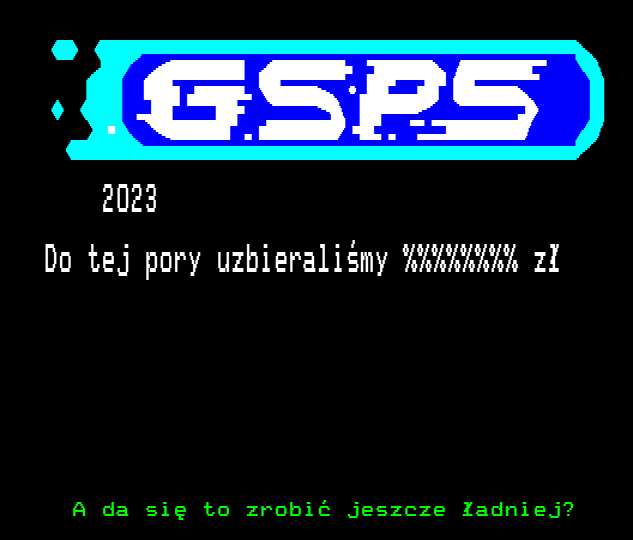 GSPS
2023
Do tej pory uzbieraliśmy %%%%%%%% zł
A da się to zrobić jeszcze ładniej?